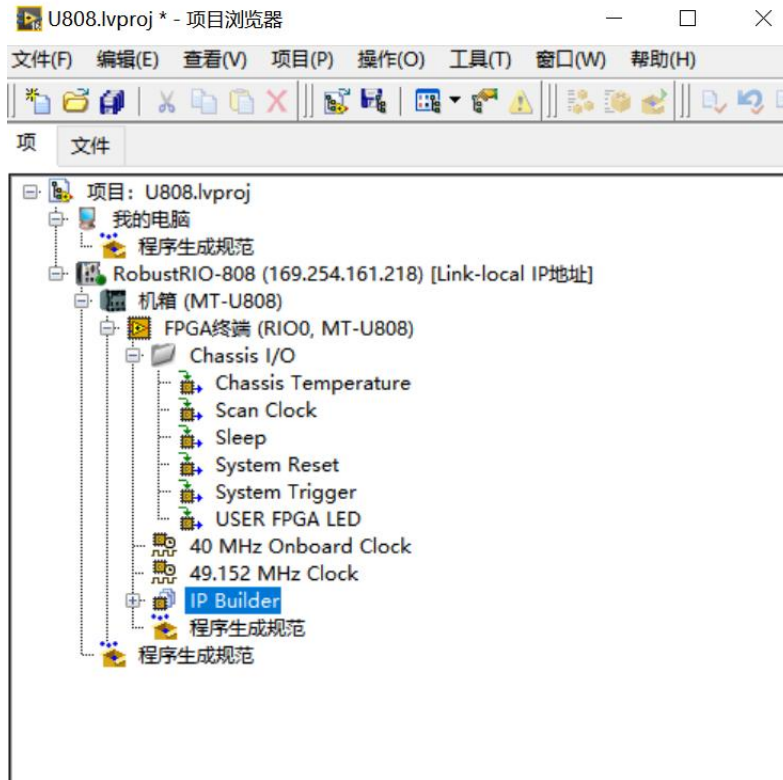 U808.lvproj * - 项目浏览器
文件(F) 编辑(E) 查看(V) 项目(P) 操作(O) 工具(T) 窗口(W) 帮助(H)
项 文件
项目：U808.lvproj
我的电脑
程序生成规范
RobustRIO-808 (169.254.161.218) [Link-local IP地址]
机箱 (MT-U808)
FPGA终端 (RIO0, MT-U808)
Chassis I/O
Chassis Temperature
Scan Clock
Sleep
System Reset
System Trigger
USER FPGA LED
40 MHz Onboard Clock
49.152 MHz Clock
IP Builder
程序生成规范
程序生成规范